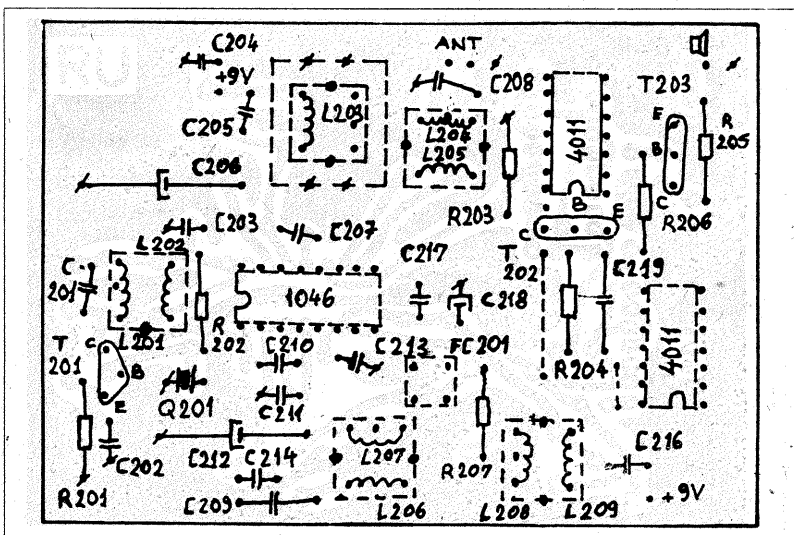 RU
C204
+9V
C205
L203
ANT
C208
L204
L205
4011
T203
E
B
C
R
205
C206
R203
B
C
E
R206
C203
C207
L202
C
201
L201
R
202
1046
C217
C218
T
202
C219
R204
4011
T
201
C
B
E
Q201
C210
C211
C213
FC201
R201
C202
C212
C214
C209
L207
L206
R207
L208
L209
C216
+9V